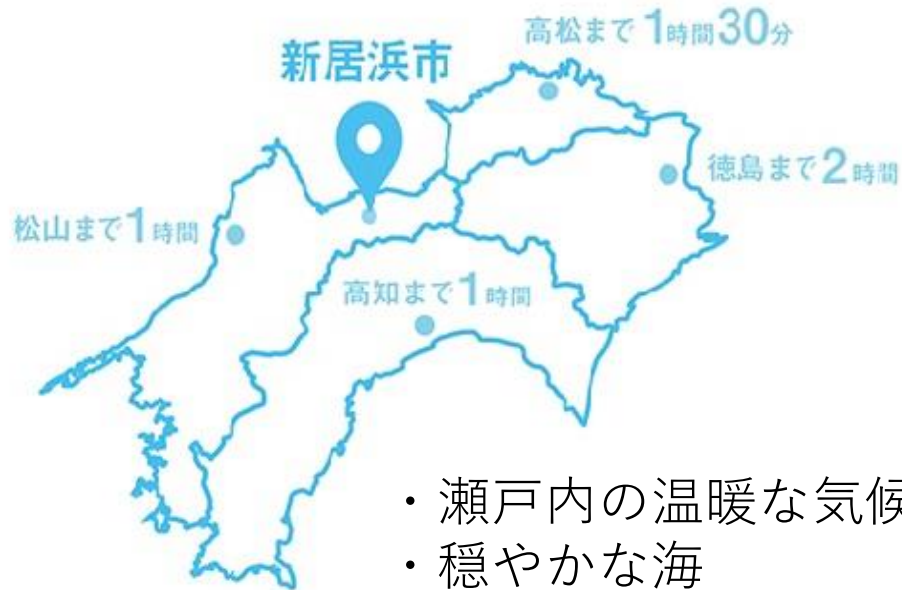 高松まで1時間30分
新居浜市
徳島まで2時間
松山まで1時間
高知まで1時間
・瀬戸内の温暖な気候
・穏やかな海